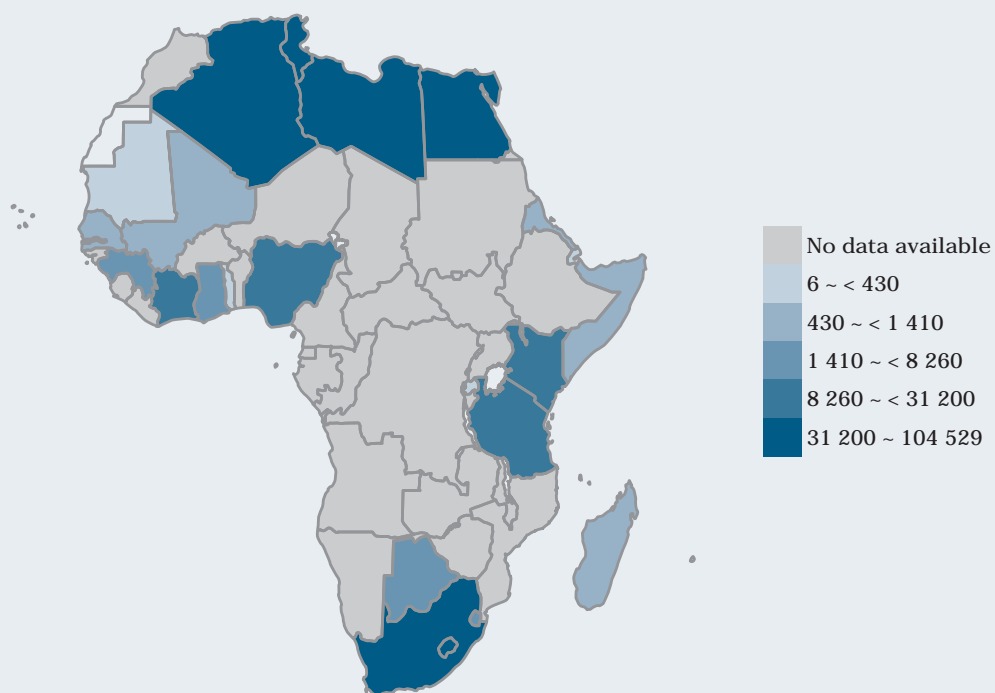 No data available
6 ~ < 430
430 ~ < 1 410
1 410 ~ < 8 260
8 260 ~ < 31 200
31 200 ~ 104 529